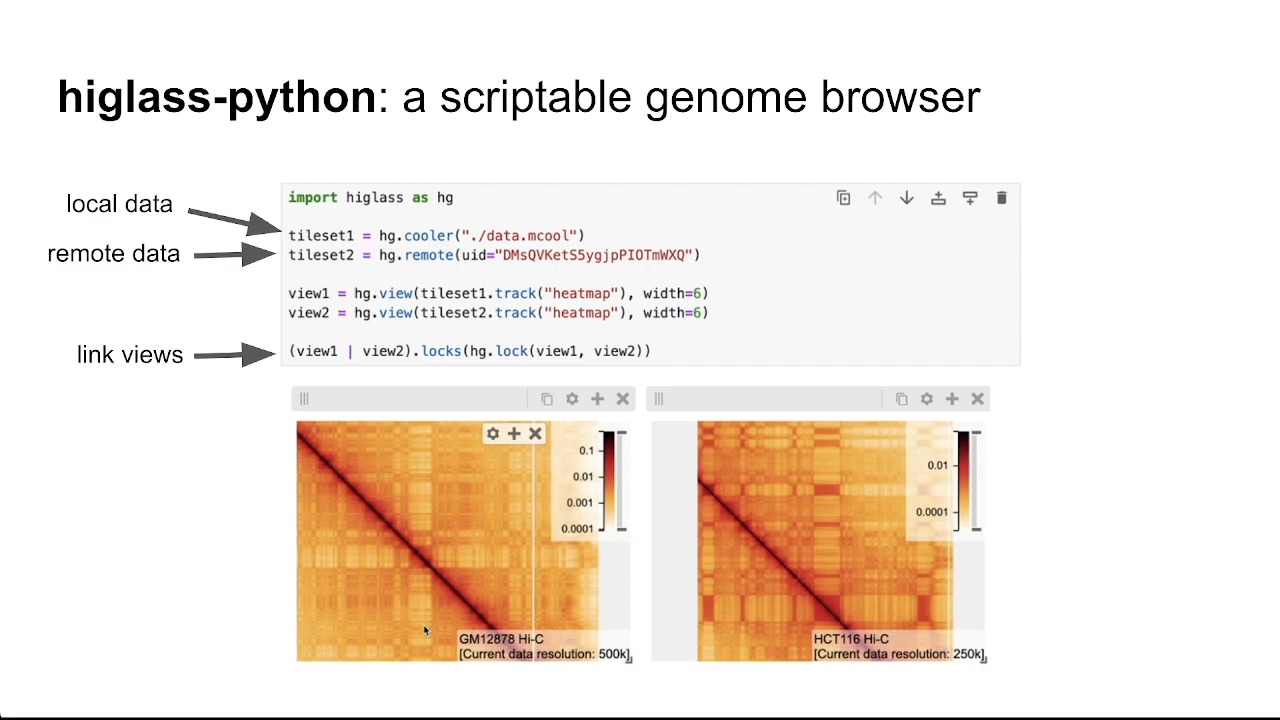 higlass-python: a scriptable genome browser
local data
remote data
link views
import higlass as hg
tileset1 = hg.cooler("./data.mcool")
tileset2 = hg.remote(uid="DMsQVKetS5ygjpPIOTmWXQ")
view1 = hg.view(tileset1.track("heatmap"), width=6)
view2 = hg.view(tileset2.track("heatmap"), width=6)
(view1 | view2).locks(hg.lock(view1, view2))
0.1
0.01
0.001
0.0001
GM12878 Hi-C
[Current data resolution: 500k]
0.01
0.0001
HCT116 Hi-C
[Current data resolution: 250k]